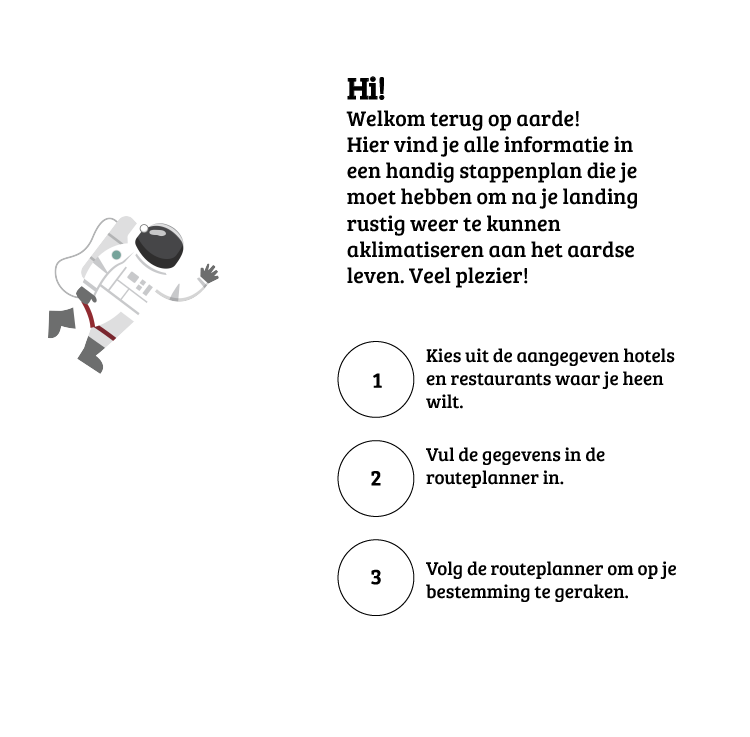 Hi!
Welkom terug op aarde!
Hier vind je alle informatie in
een handig stappenplan die je
moet hebben om na je landing
rustig weer te kunnen
aklimatiseren aan het aardse
leven. Veel plezier!
1
Kies uit de aangegeven hotels
en restaurants waar je heen
wilt.
2
Vul de gegevens in de
routeplanner in.
3
Volg de routeplanner om op je
bestemming te geraken.